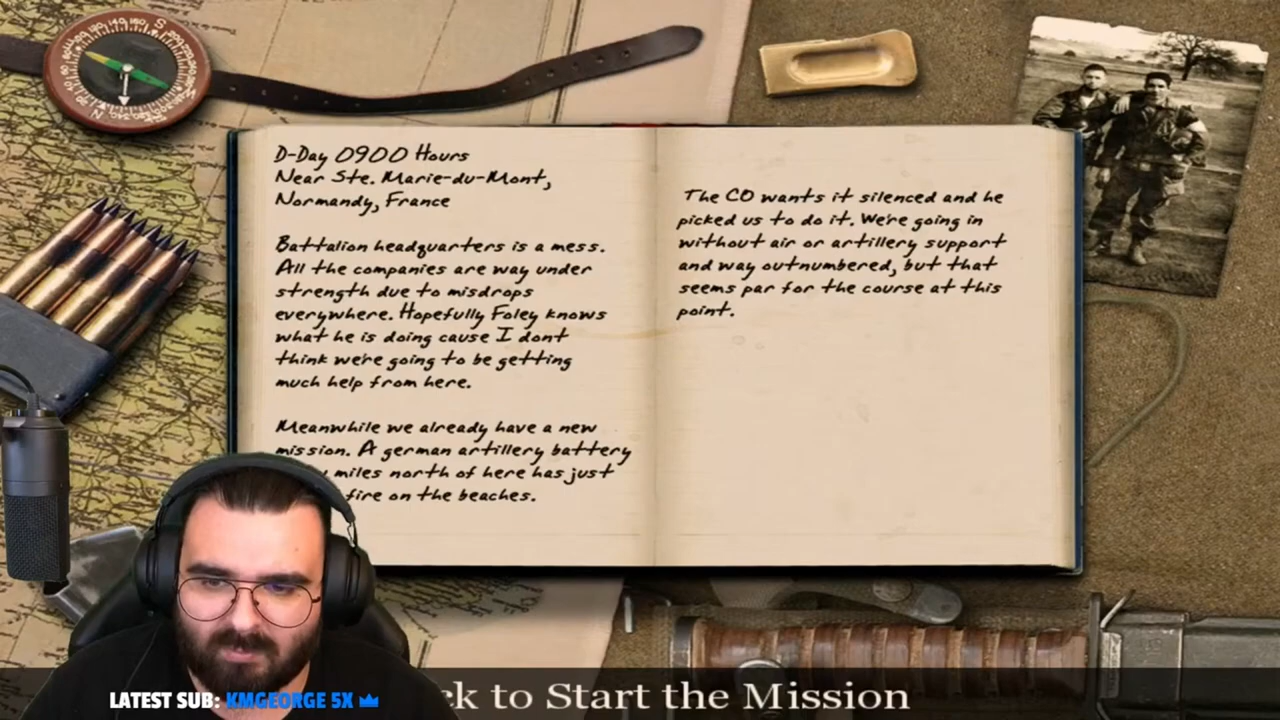 D-Day 0900 Hours
Near Ste. Marie-du-Mont,
Normandy, France
Battalion headquarters is a mess.
All the companies are way under
strength due to misdrops
everywhere. Hopefully Foley knows
what he is doing cause I dont
think we're going to be getting
much help from here.
Meanwhile we already have a new
mission. A german artillery battery
miles north of here has just
fire on the beaches.
The CO wants it silenced and he
picked us to do it. We're going in
without air or artillery support
and way outnumbered, but that
seems par for the course at this
point.
to Start the Mission
LATEST SUB: KMGEORGE 5X